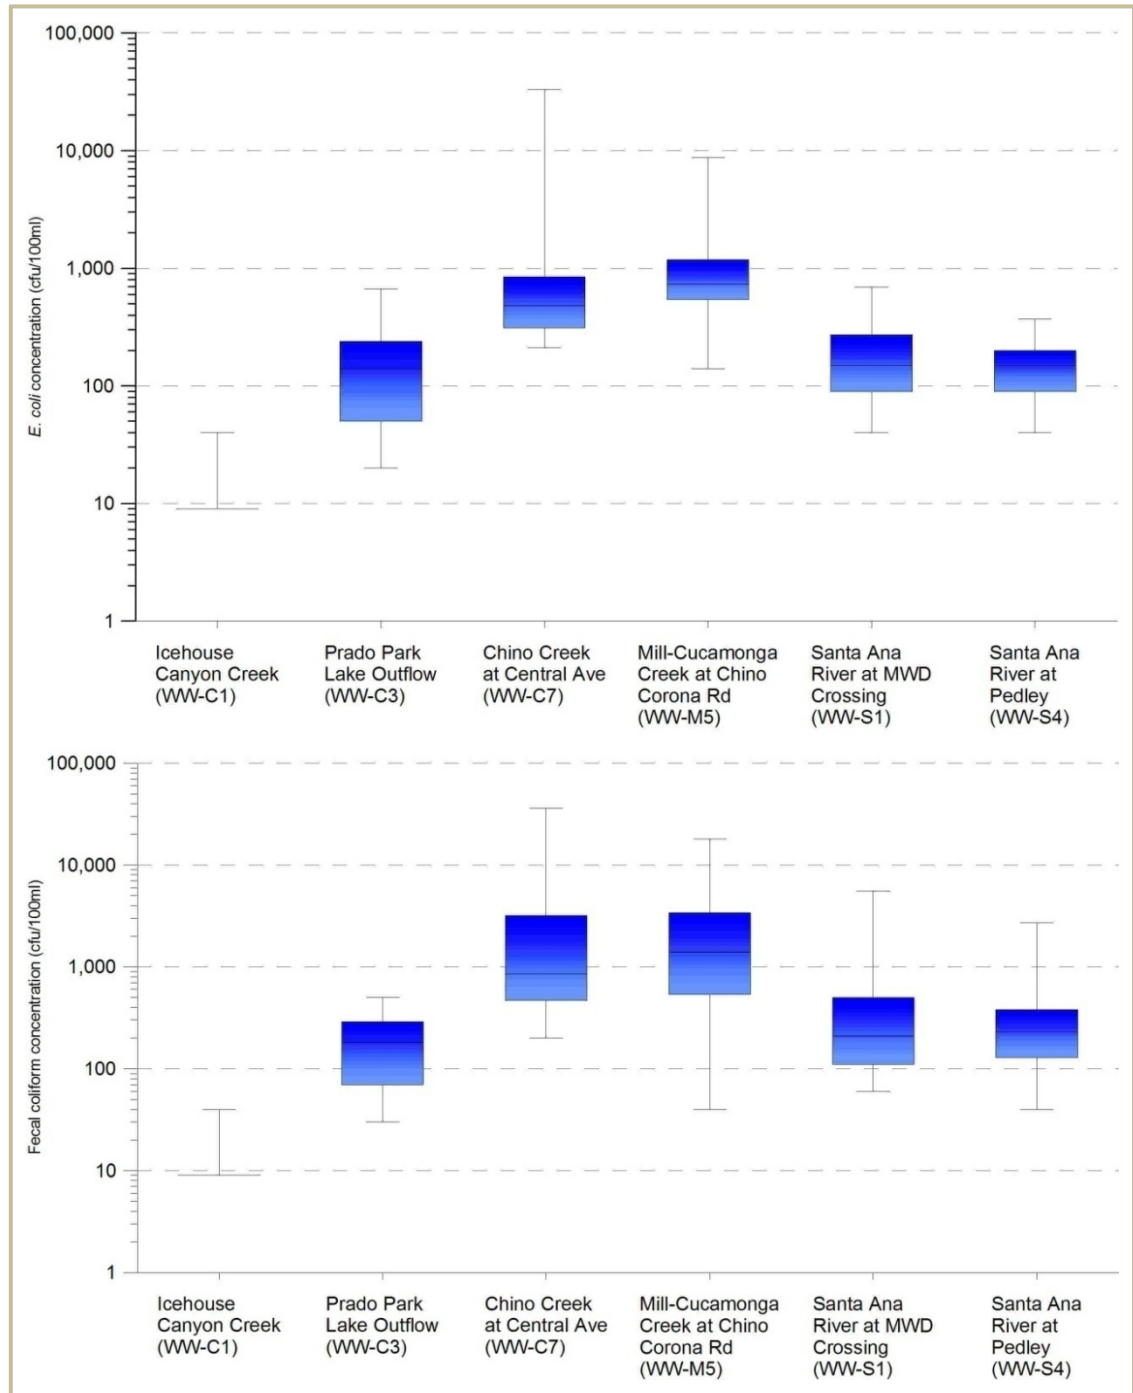 100,000
10,000
1,000
100
10
1
E. coli concentration (cfu/100ml)
Icehouse
Canyon Creek
(WW-C1)
Prado Park
Lake Outflow
(WW-C3)
Chino Creek
at Central Ave
(WW-C7)
Mill-Cucamonga
Creek at Chino
Corona Rd
(WW-M5)
Santa Ana
River at MWD
Crossing
(WW-S1)
Santa Ana
River at
Pedley
(WW-S4)
100,000
10,000
1,000
100
10
1
Fecal coliform concentration (cfu/100ml)
Icehouse
Canyon Creek
(WW-C1)
Prado Park
Lake Outflow
(WW-C3)
Chino Creek
at Central Ave
(WW-C7)
Mill-Cucamonga
Creek at Chino
Corona Rd
(WW-M5)
Santa Ana
River at MWD
Crossing
(WW-S1)
Santa Ana
River at
Pedley
(WW-S4)